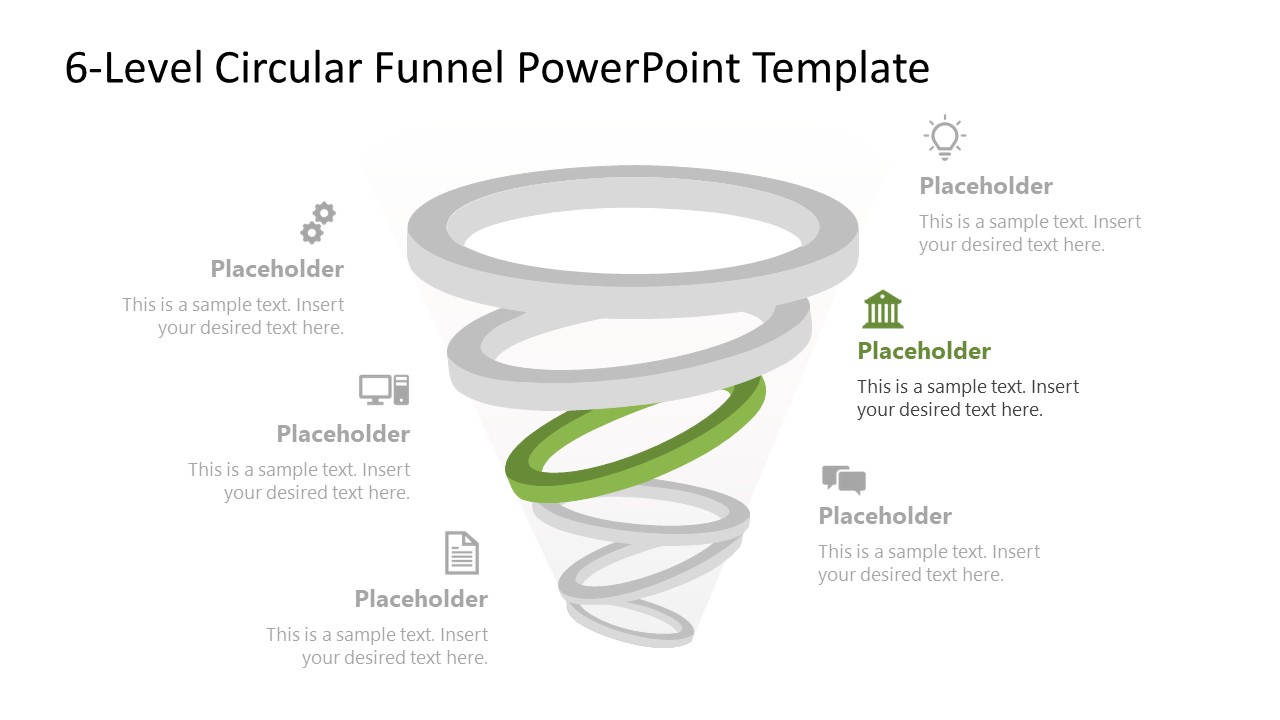 6-Level Circular Funnel PowerPoint Template
Placeholder
This is a sample text. Insert
your desired text here.
Placeholder
This is a sample text. Insert
your desired text here.
Placeholder
This is a sample text. Insert
your desired text here.
Placeholder
This is a sample text. Insert
your desired text here.
Placeholder
This is a sample text. Insert
your desired text here.
Placeholder
This is a sample text. Insert
your desired text here.